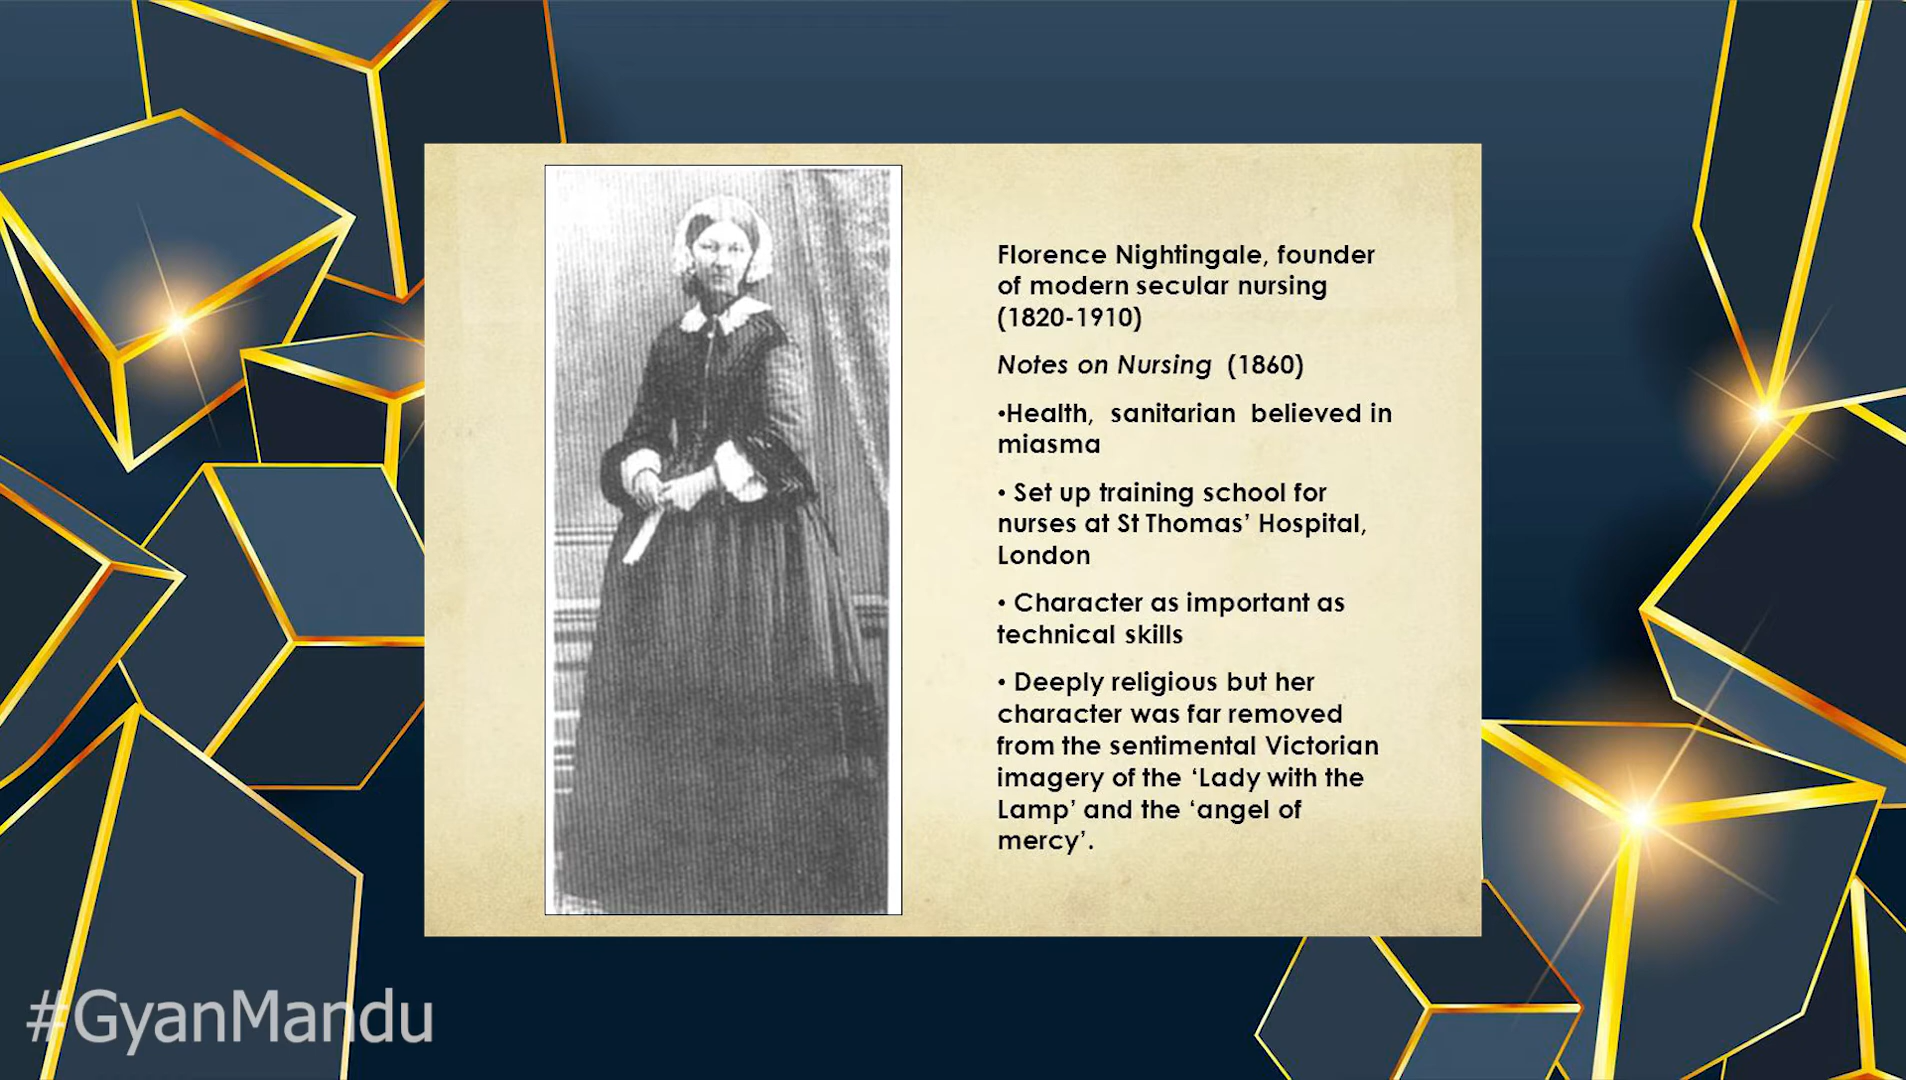 Florence Nightingale, founder
of modern secular nursing
(1820-1910)
Notes on Nursing (1860)
•Health, sanitarian believed in
miasma
• Set up training school for
nurses at St Thomas’ Hospital,
London
• Character as important as
technical skills
• Deeply religious but her
character was far removed
from the sentimental Victorian
imagery of the ‘Lady with the
Lamp’ and the ‘angel of
mercy’.
#GyanMandu